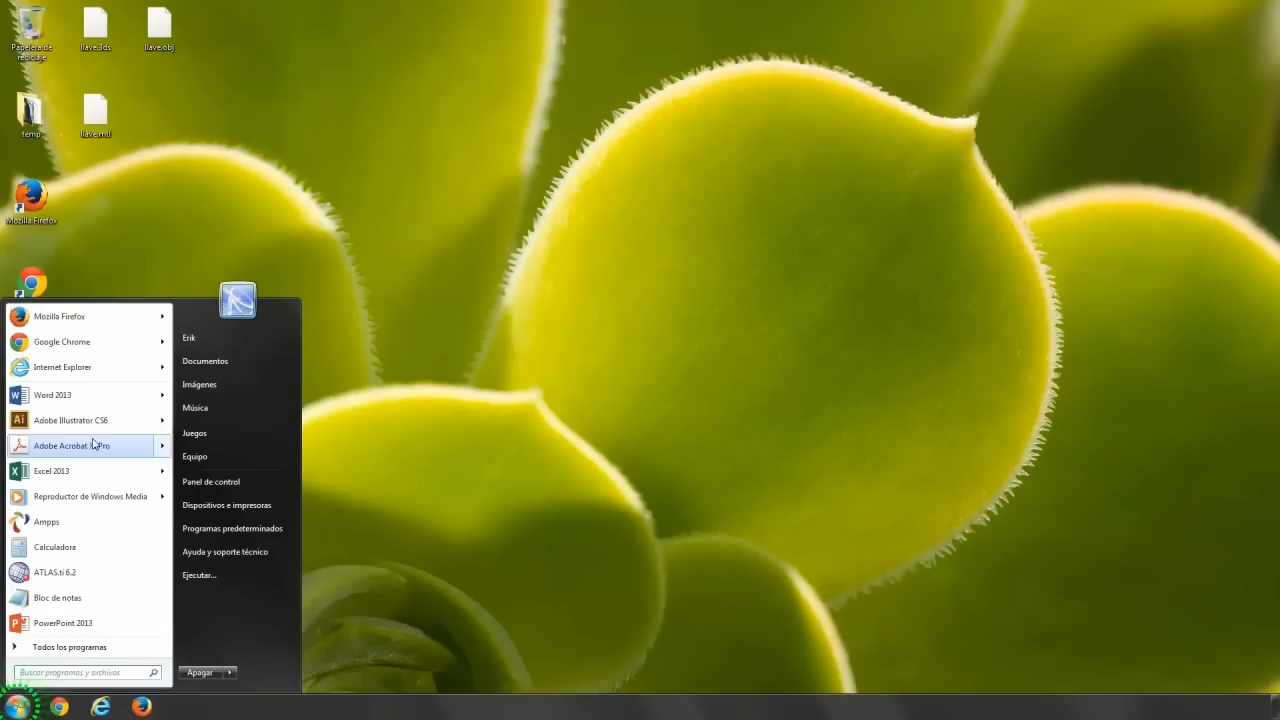 Papelera de
reciclaje
llave.3ds
llave.obj
temp
llave.mtl
Mozilla Firefox
Mozilla Firefox
Google Chrome
Internet Explorer
Word 2013
Adobe Illustrator CS6
Adobe Acrobat Pro
Excel 2013
Reproductor de Windows Media
Ampps
Calculadora
ATLAS.ti 6.2
Bloc de notas
PowerPoint 2013
Todos los programas
Buscar programas y archivos
Erik
Documentos
Imágenes
Música
Juegos
Equipo
Panel de control
Dispositivos e impresoras
Programas predeterminados
Ayuda y soporte técnico
Ejecutar...
Apagar